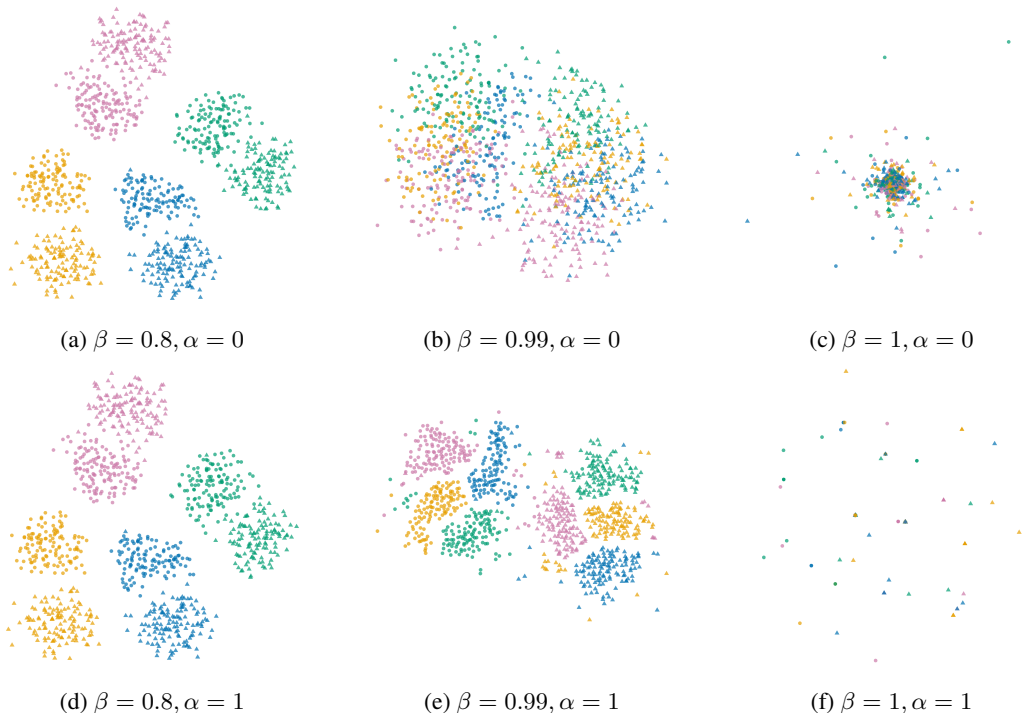 (a) β = 0.8, α = 0
(b) β = 0.99, α = 0
(c) β = 1, α = 0
(d) β = 0.8, α = 1
(e) β = 0.99, α = 1
(f) β = 1, α = 1